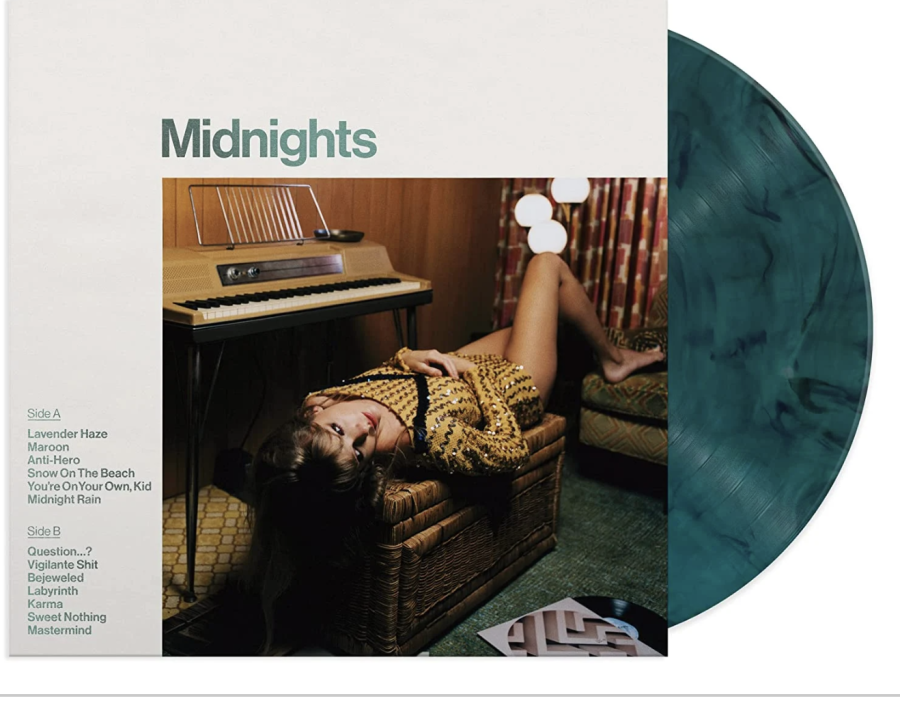 Midnights
Side A
Lavender Haze
Maroon
Anti-Hero
Snow On The Beach
You're On Your Own, Kid
Midnight Rain
Side B
Question...?
Vigilante Shit
Bejeweled
Labyrinth
Karma
Sweet Nothing
Mastermind